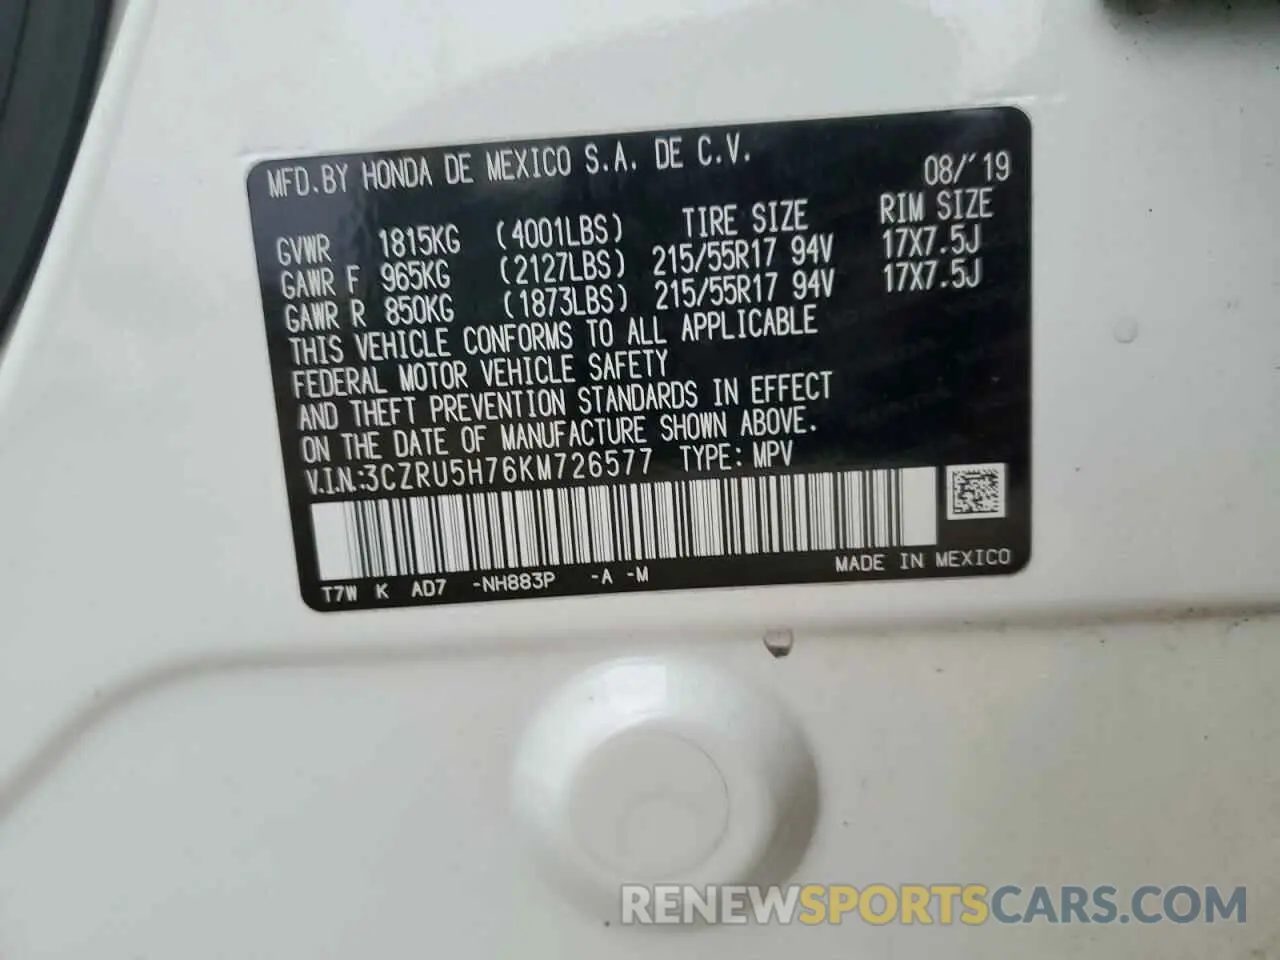 MFD.BY HONDA DE MEXICO S.A. DE C.V. 08/'19
GVWR 1815KG (4001LBS) TIRE SIZE RIM SIZE
GAWR F 965KG (2127LBS) 215/55R17 94V 17X7.5J
GAWR R 850KG (1873LBS) 215/55R17 94V 17X7.5J
THIS VEHICLE CONFORMS TO ALL APPLICABLE
FEDERAL MOTOR VEHICLE SAFETY
AND THEFT PREVENTION STANDARDS IN EFFECT
ON THE DATE OF MANUFACTURE SHOWN ABOVE.
V.I.N.:3CZRU5H76KM726577 TYPE: MPV
T7W K AD7 -NH883P -A -M MADE IN MEXICO
RENEWSPORTSCARS.COM